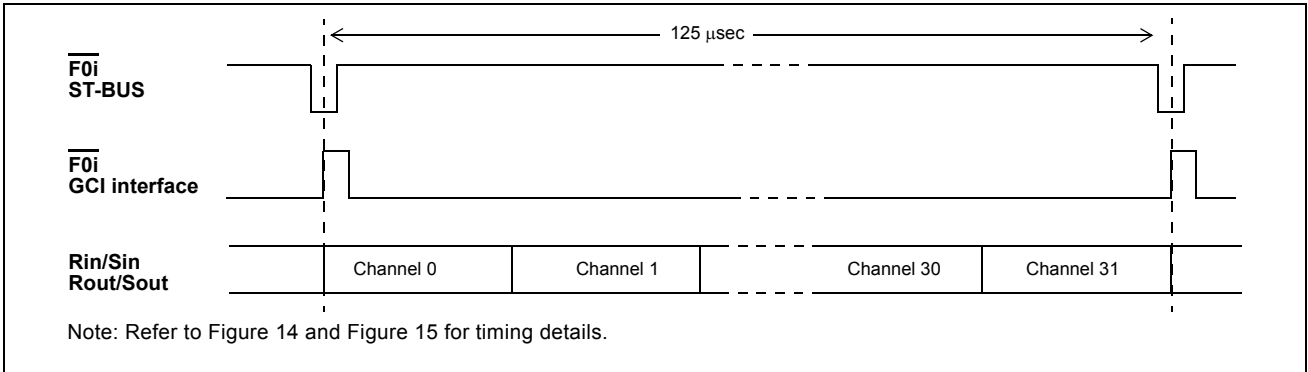 125 μsec
F0i
ST-BUS
F0i
GCI interface
Rin/Sin
Rout/Sout
Channel 0
Channel 1
Channel 30
Channel 31
Note: Refer to Figure 14 and Figure 15 for timing details.